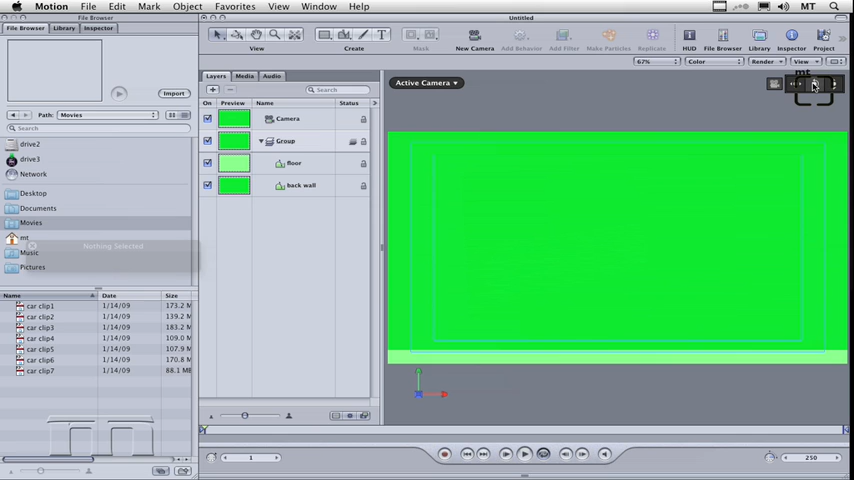 Motion File Edit Mark Object Favorites View Window Help MT
File Browser Untitled
File Browser Library Inspector
View Create Mask New Camera Add Behavior Add Filter Make Particles Replicate HUD File Browser Library Inspector Project
67% Color Render View
Import
Path: Movies
Search
drive2
drive3
Network
Desktop
Documents
Movies
mt
Music
Pictures
Nothing Selected
Name Date Size
car clip1 1/14/09 173.2 M
car clip2 1/14/09 139.2 M
car clip3 1/14/09 183.2 M
car clip4 1/14/09 109.0 M
car clip5 1/14/09 167.9 M
car clip6 1/14/09 170.8 M
car clip7 1/14/09 88.1 MB
Layers Media Audio
Search
On Preview Name Status
Camera
Group
floor
back wall
Active Camera
mt
1
250